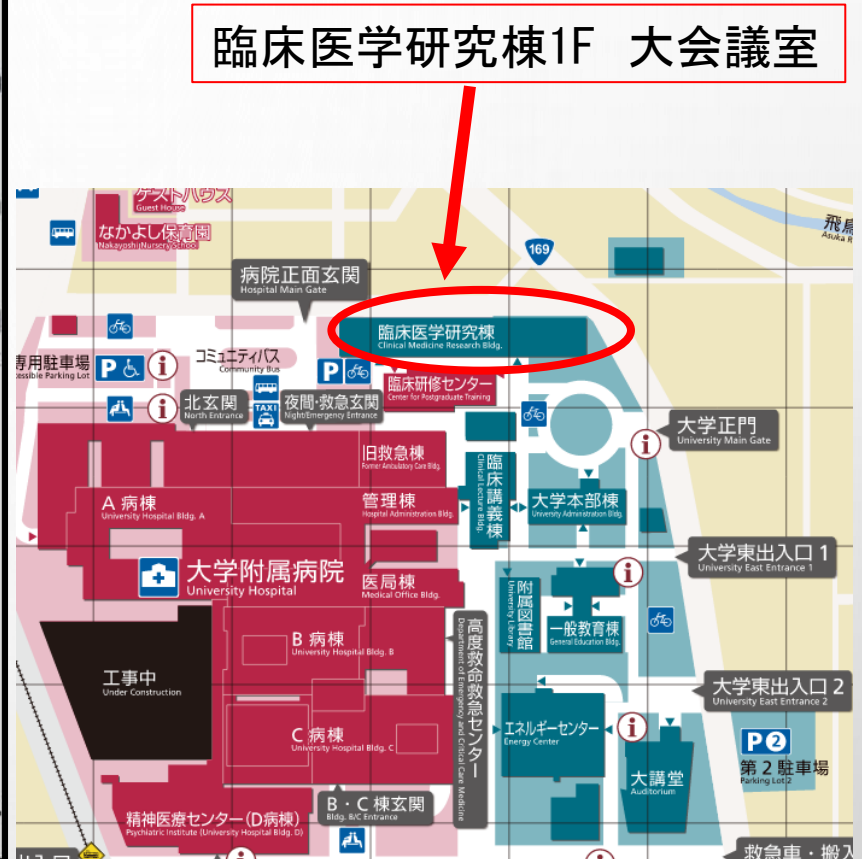 臨床医学研究棟1F　大会議室
ゲストハウス
Guest House
なかよし保育園
Nakayoshi Nursery School
169
飛鳥
Asuka R
病院正面玄関
Hospital Main Gate
臨床医学研究棟
Clinical Medicine Research Bldg.
専用駐車場
essible Parking Lot
P
i
コミュニティバス
Community Bus
P
臨床研修センター
Center for Postgraduate Training
i
北玄関
North Entrance
TAXI
夜間・救急玄関
Night/Emergency Entrance
大学正門
University Main Gate
i
旧救急棟
Former Ambulatory Care Bldg.
A 病棟
University Hospital Bldg. A
管理棟
Hospital Administration Bldg.
臨床講義棟
Clinical Lecture Bldg.
大学本部棟
University Administration Bldg.
大学東出入口 1
University East Entrance 1
大学附属病院
University Hospital
医局棟
Medical Office Bldg.
附属図書館
University Library
i
一般教育棟
General Education Bldg.
B 病棟
University Hospital Bldg. B
高度救命救急センター
Department of Emergency and Critical Care Medicine
工事中
Under Construction
大学東出入口 2
University East Entrance 2
C 病棟
University Hospital Bldg. C
エネルギーセンター
Energy Center
i
P2
第 2 駐車場
Parking Lot 2
大講堂
Auditorium
B・C 棟玄関
Bldg. B/C Entrance
精神医療センター(D病棟)
Psychiatric Institute (University Hospital Bldg. D)
救急車・搬入
i
i